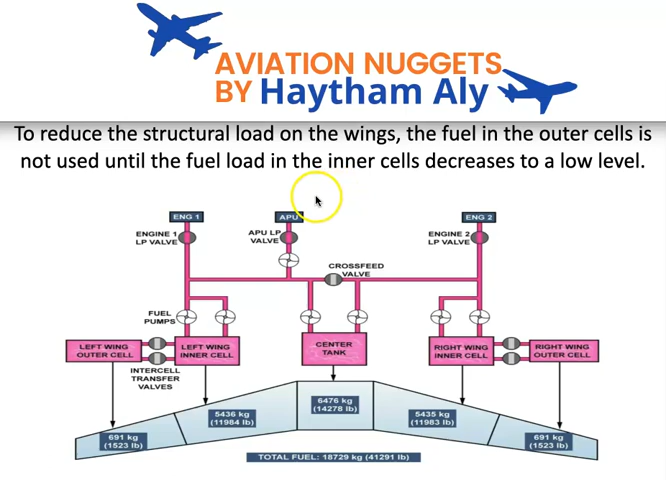 AVIATION NUGGETS
BY Haytham Aly
To reduce the structural load on the wings, the fuel in the outer cells is
not used until the fuel load in the inner cells decreases to a low level.
ENG 1
APU
ENG 2
ENGINE 1
LP VALVE
APU LP
VALVE
ENGINE 2
LP VALVE
CROSSFEED
VALVE
FUEL
PUMPS
LEFT WING
OUTER CELL
LEFT WING
INNER CELL
CENTER
TANK
RIGHT WING
INNER CELL
RIGHT WING
OUTER CELL
INTERCELL
TRANSFER
VALVES
691 kg
(1523 lb)
5436 kg
(11984 lb)
6476 kg
(14278 lb)
5435 kg
(11983 lb)
691 kg
(1523 lb)
TOTAL FUEL: 18729 kg (41291 lb)